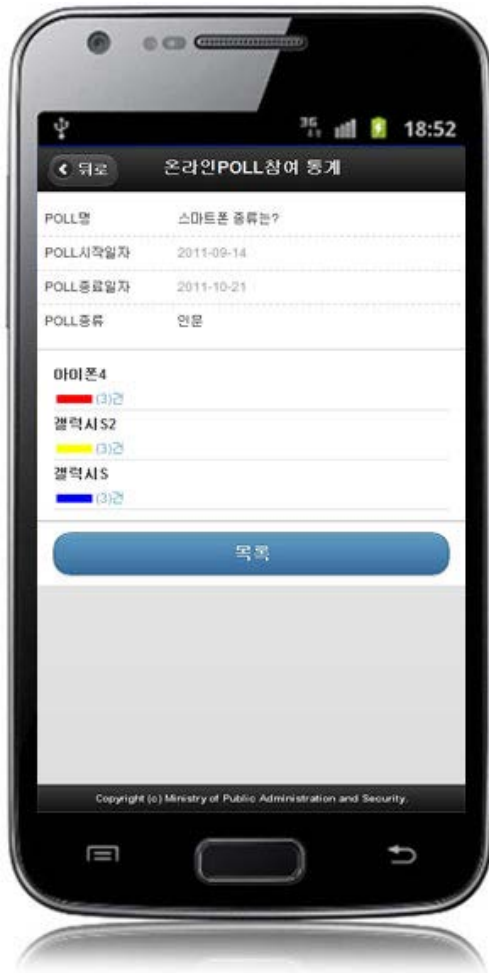 3G 18:52
뒤로 온라인POLL참여 통계
POLL명 스마트폰 종류는?
POLL시작일자 2011-09-14
POLL종료일자 2011-10-21
POLL종류 인문
아이폰4
(3)건
갤럭시S2
(3)건
갤럭시S
(3)건
목록
Copyright (c) Ministry of Public Administration and Security.